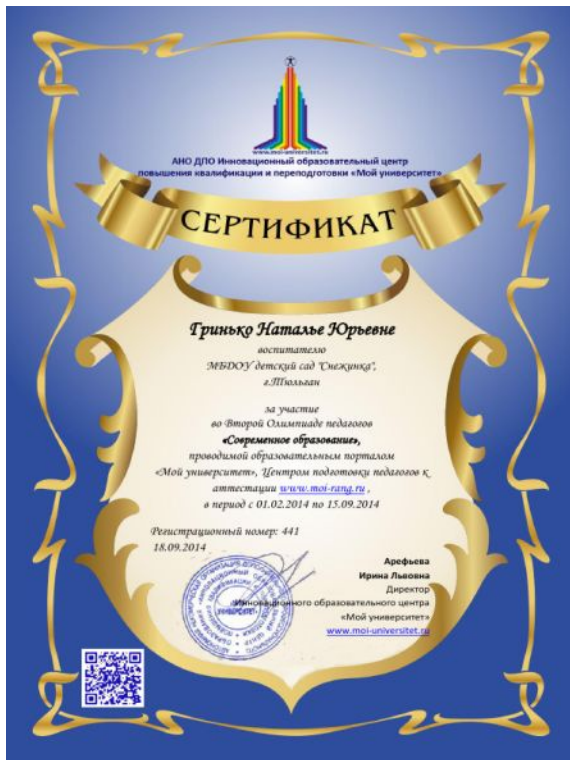 www.moi-universitet.ru
АНО ДПО Инновационный образовательный центр
повышения квалификации и переподготовки «Мой университет»
СЕРТИФИКАТ
Гринько Наталье Юрьевне
воспитателю
МБДОУ детский сад "Снежинка",
г.Тюльган
за участие
во Второй Олимпиаде педагогов
«Современное образование»,
проводимой образовательным порталом
«Мой университет», Центром подготовки педагогов к
аттестации www.moi-rang.ru ,
в период с 01.02.2014 по 15.09.2014
Регистрационный номер: 441
18.09.2014
Арефьева
Ирина Львовна
Директор
Инновационного образовательного центра
«Мой университет»
www.moi-universitet.ru